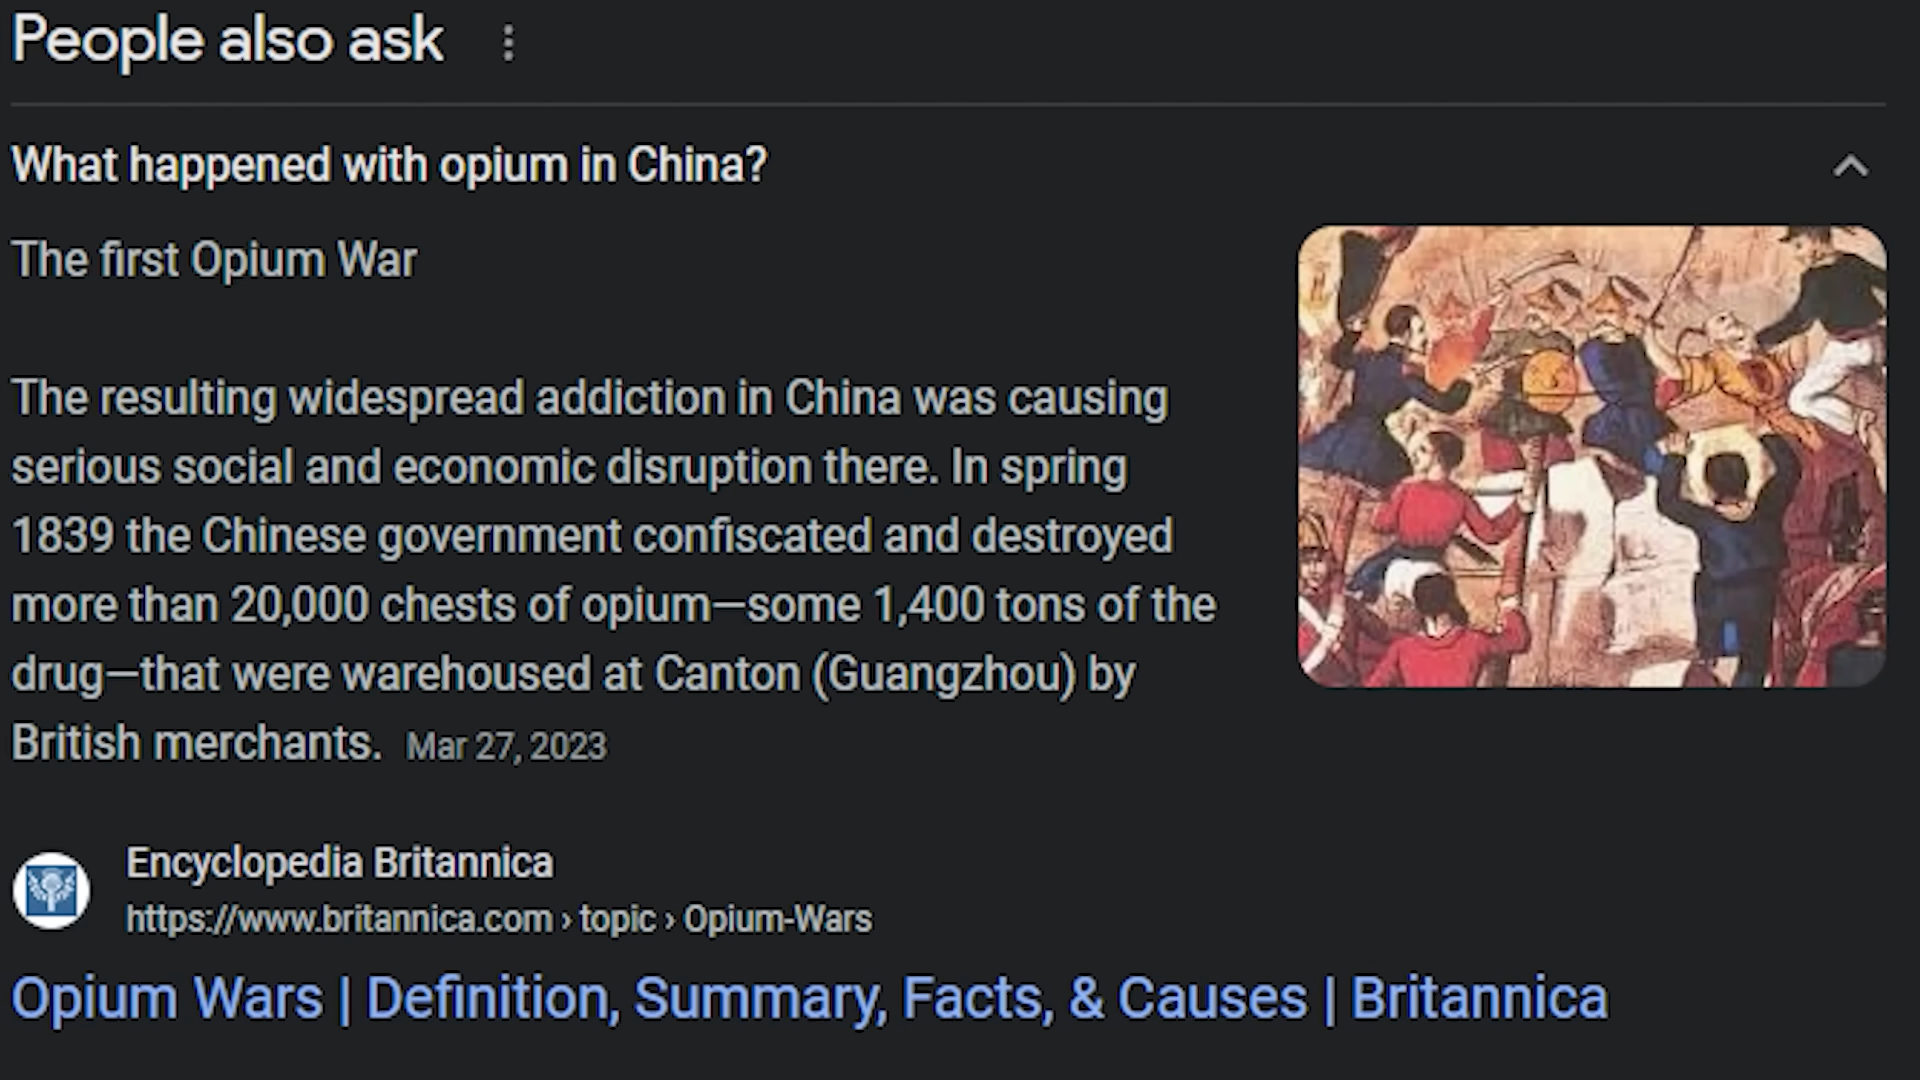 People also ask
What happened with opium in China?
The first Opium War
The resulting widespread addiction in China was causing
serious social and economic disruption there. In spring
1839 the Chinese government confiscated and destroyed
more than 20,000 chests of opium—some 1,400 tons of the
drug—that were warehoused at Canton (Guangzhou) by
British merchants. Mar 27, 2023
Encyclopedia Britannica
https://www.britannica.com › topic › Opium-Wars
Opium Wars | Definition, Summary, Facts, & Causes | Britannica